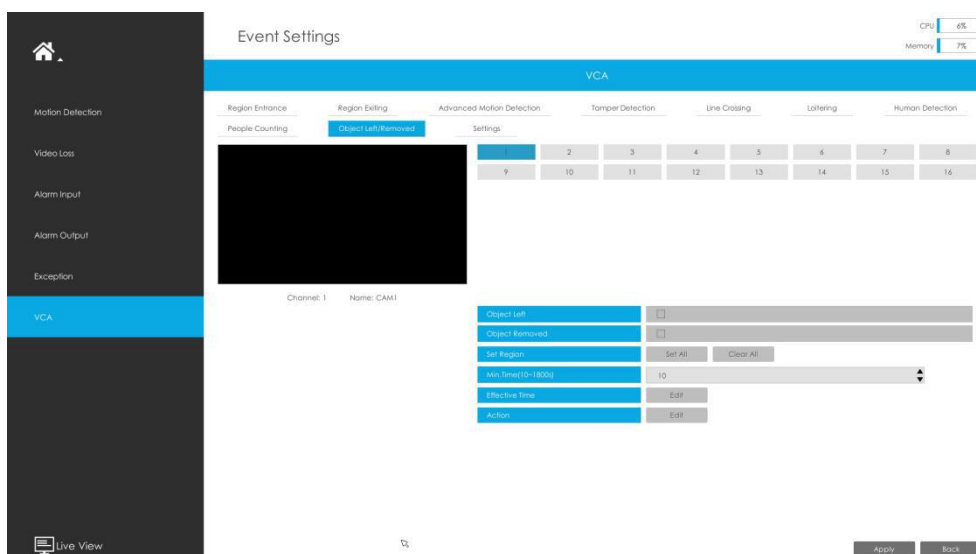 Event Settings
CPU 6%
Memory 7%
VCA
Motion Detection
Video Loss
Alarm Input
Alarm Output
Exception
VCA
Live View
Region Entrance Region Exiting Advanced Motion Detection Tamper Detection Line Crossing Loitering Human Detection
People Counting Object Left/Removed Settings
1 2 3 4 5 6 7 8
9 10 11 12 13 14 15 16
Channel: 1 Name: CAM1
Object Left
Object Removed
Set Region Set All Clear All
Min.Time(10~1800s) 10
Effective Time Edit
Action Edit
Apply Back